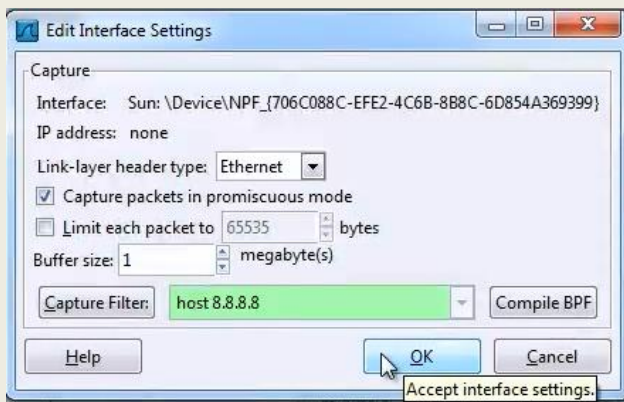 Edit Interface Settings
Capture
Interface: Sun: \Device\NPF_{706C088C-EFE2-4C6B-8B8C-6D854A369399}
IP address: none
Link-layer header type: Ethernet
Capture packets in promiscuous mode
Limit each packet to 65535 bytes
Buffer size: 1 megabyte(s)
Capture Filter: host 8.8.8.8 Compile BPF
Help OK Cancel
Accept interface settings.